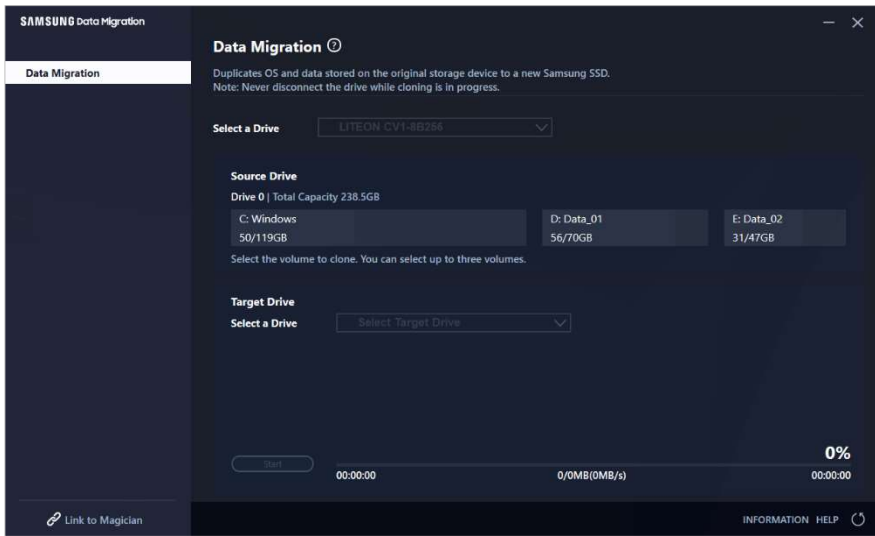 SAMSUNG Data Migration
Data Migration
Data Migration ?
Duplicates OS and data stored on the original storage device to a new Samsung SSD.
Note: Never disconnect the drive while cloning is in progress.
Select a Drive LITEON CV1-8B256
Source Drive
Drive 0 | Total Capacity 238.5GB
C: Windows D: Data_01 E: Data_02
50/119GB 56/70GB 31/47GB
Select the volume to clone. You can select up to three volumes.
Target Drive
Select a Drive Select Target Drive
0%
Start
00:00:00 0/0MB(0MB/s) 00:00:00
Link to Magician
INFORMATION HELP